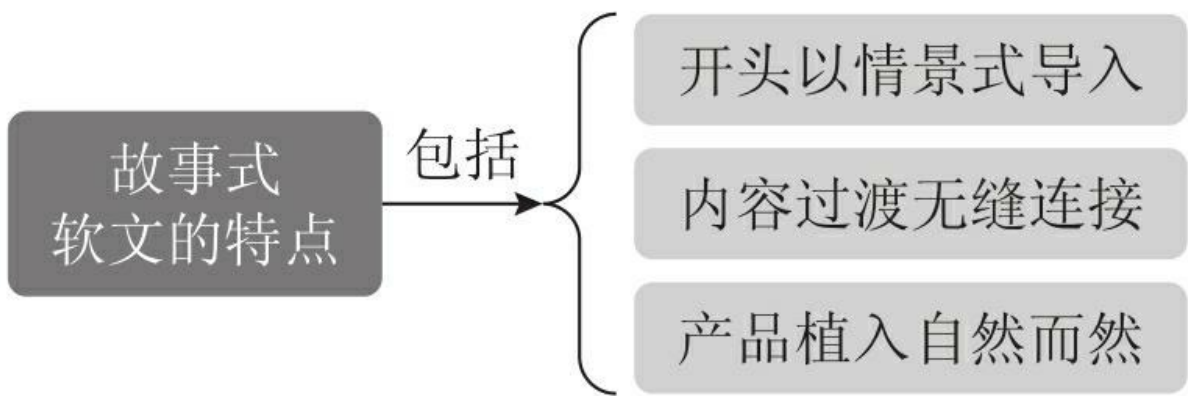 故事式
软文的特点
包括
开头以情景式导入
内容过渡无缝连接
产品植入自然而然